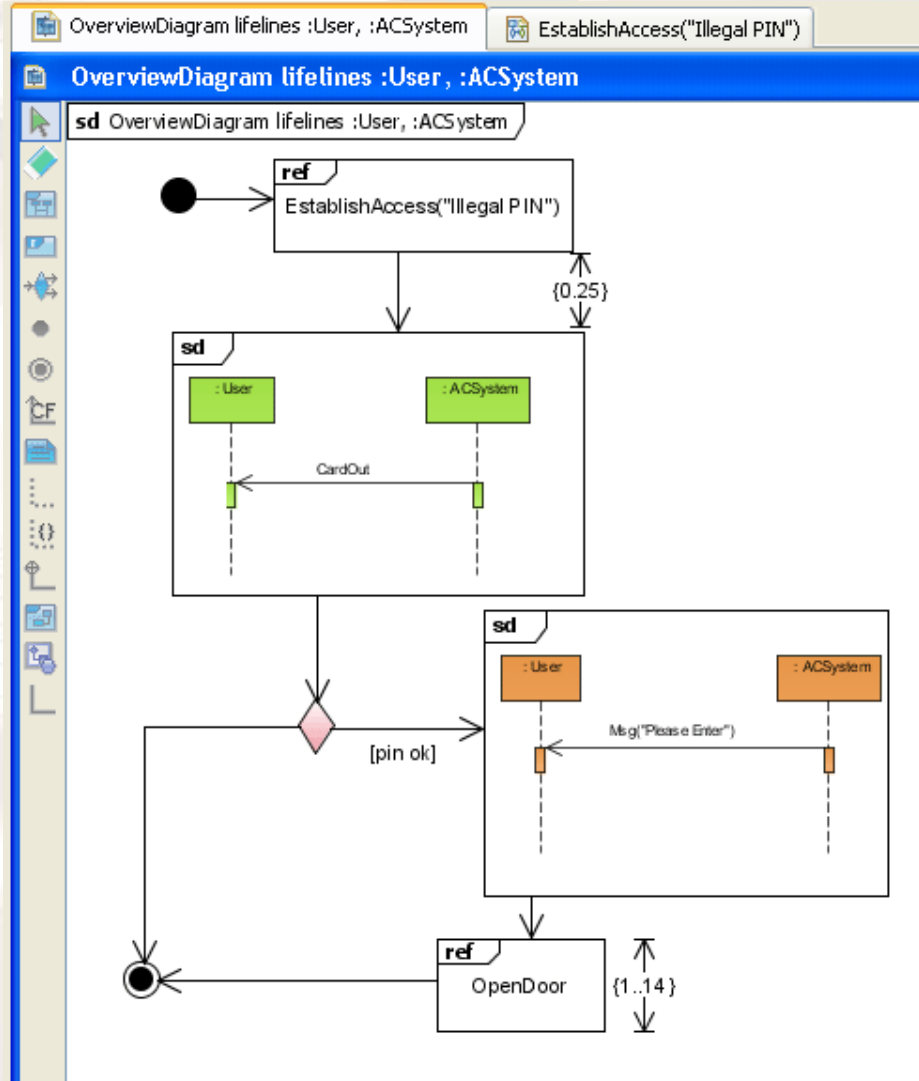 OverviewDiagram lifelines :User, :ACSystem
EstablishAccess("Illegal PIN")
OverviewDiagram lifelines :User, :ACSystem
sd OverviewDiagram lifelines :User, :ACSystem
ref
EstablishAccess("Illegal PIN")
{0.25}
sd
: User
: ACSystem
CardOut
sd
: User
: ACSystem
Msg("Please Enter")
[pin ok]
ref
OpenDoor
{1..14}
CF
{}